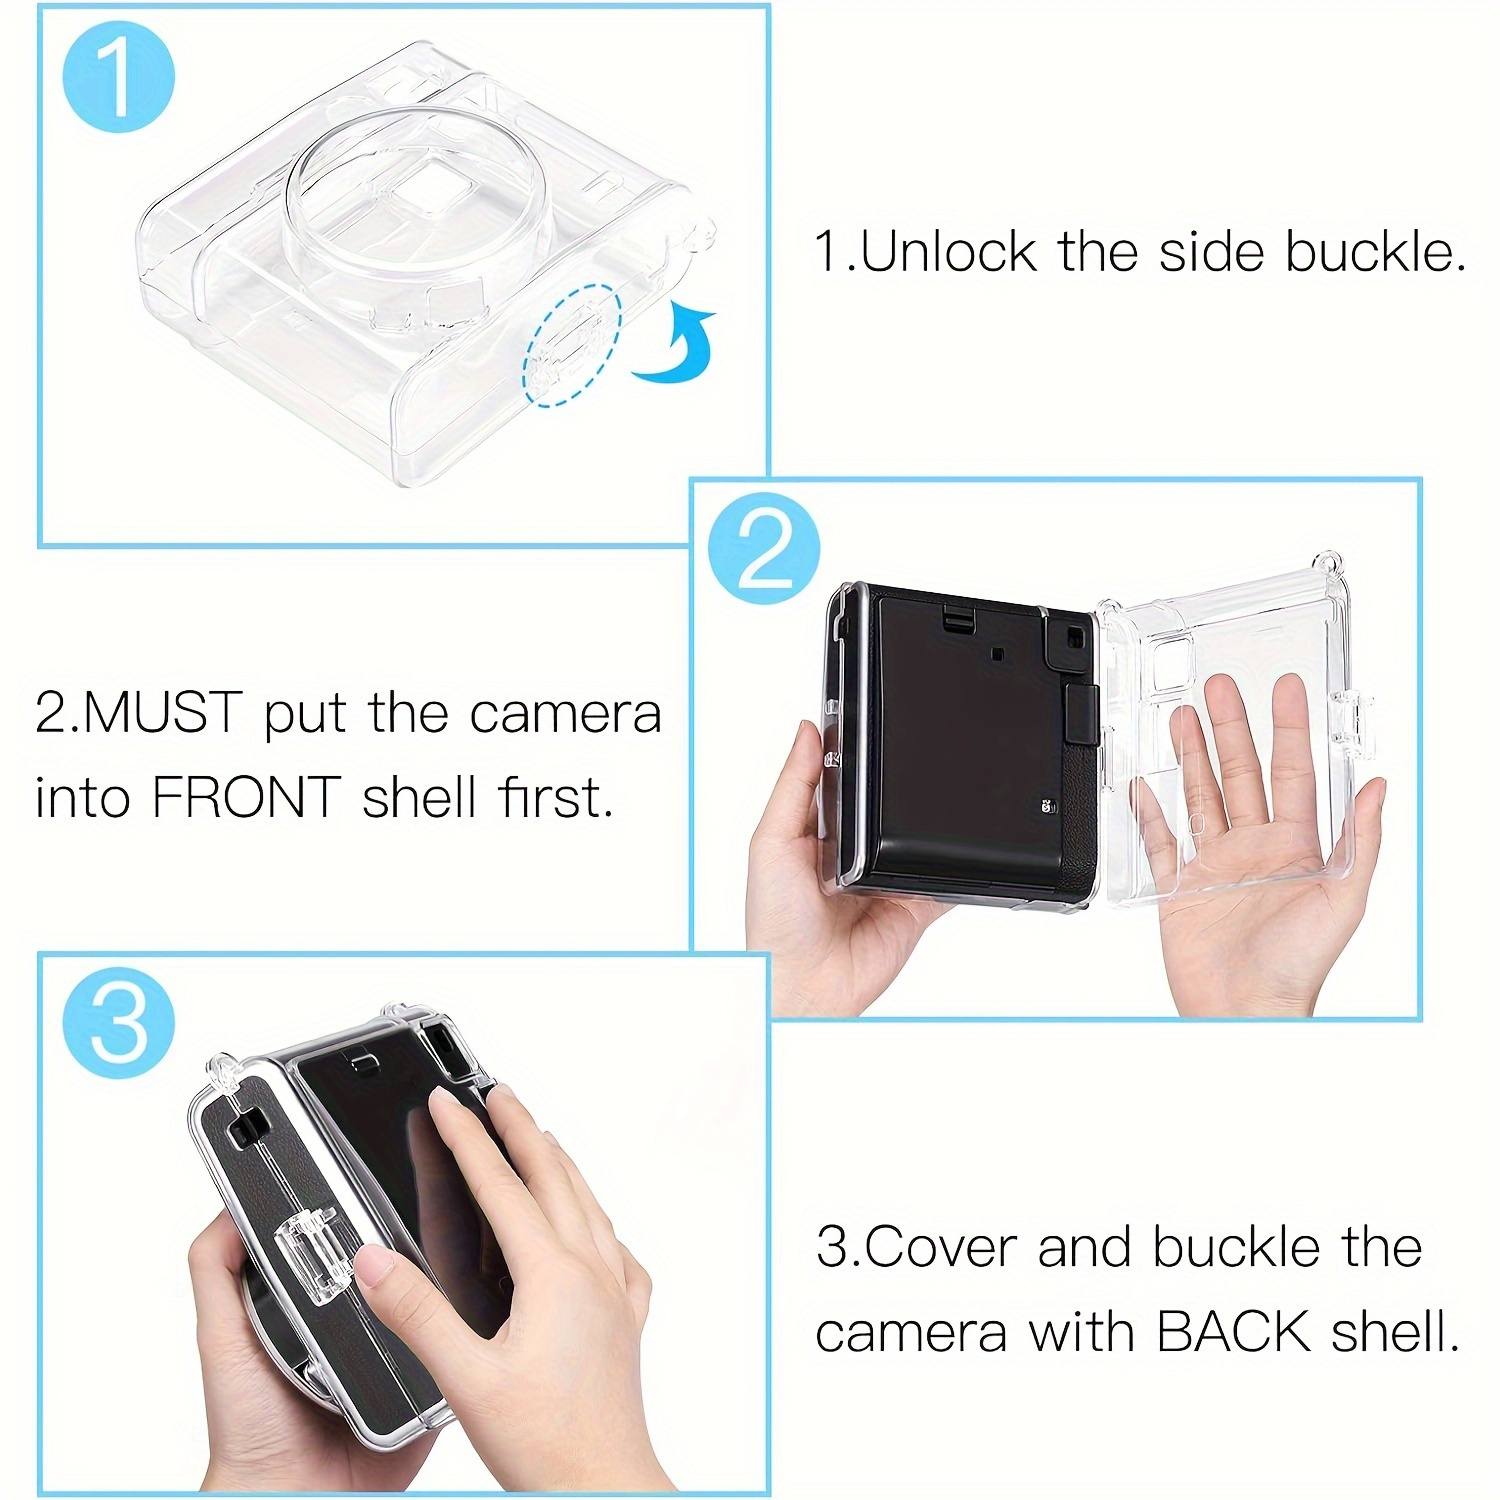 1
1.Unlock the side buckle.
2
2.MUST put the camera
into FRONT shell first.
3
3.Cover and buckle the
camera with BACK shell.